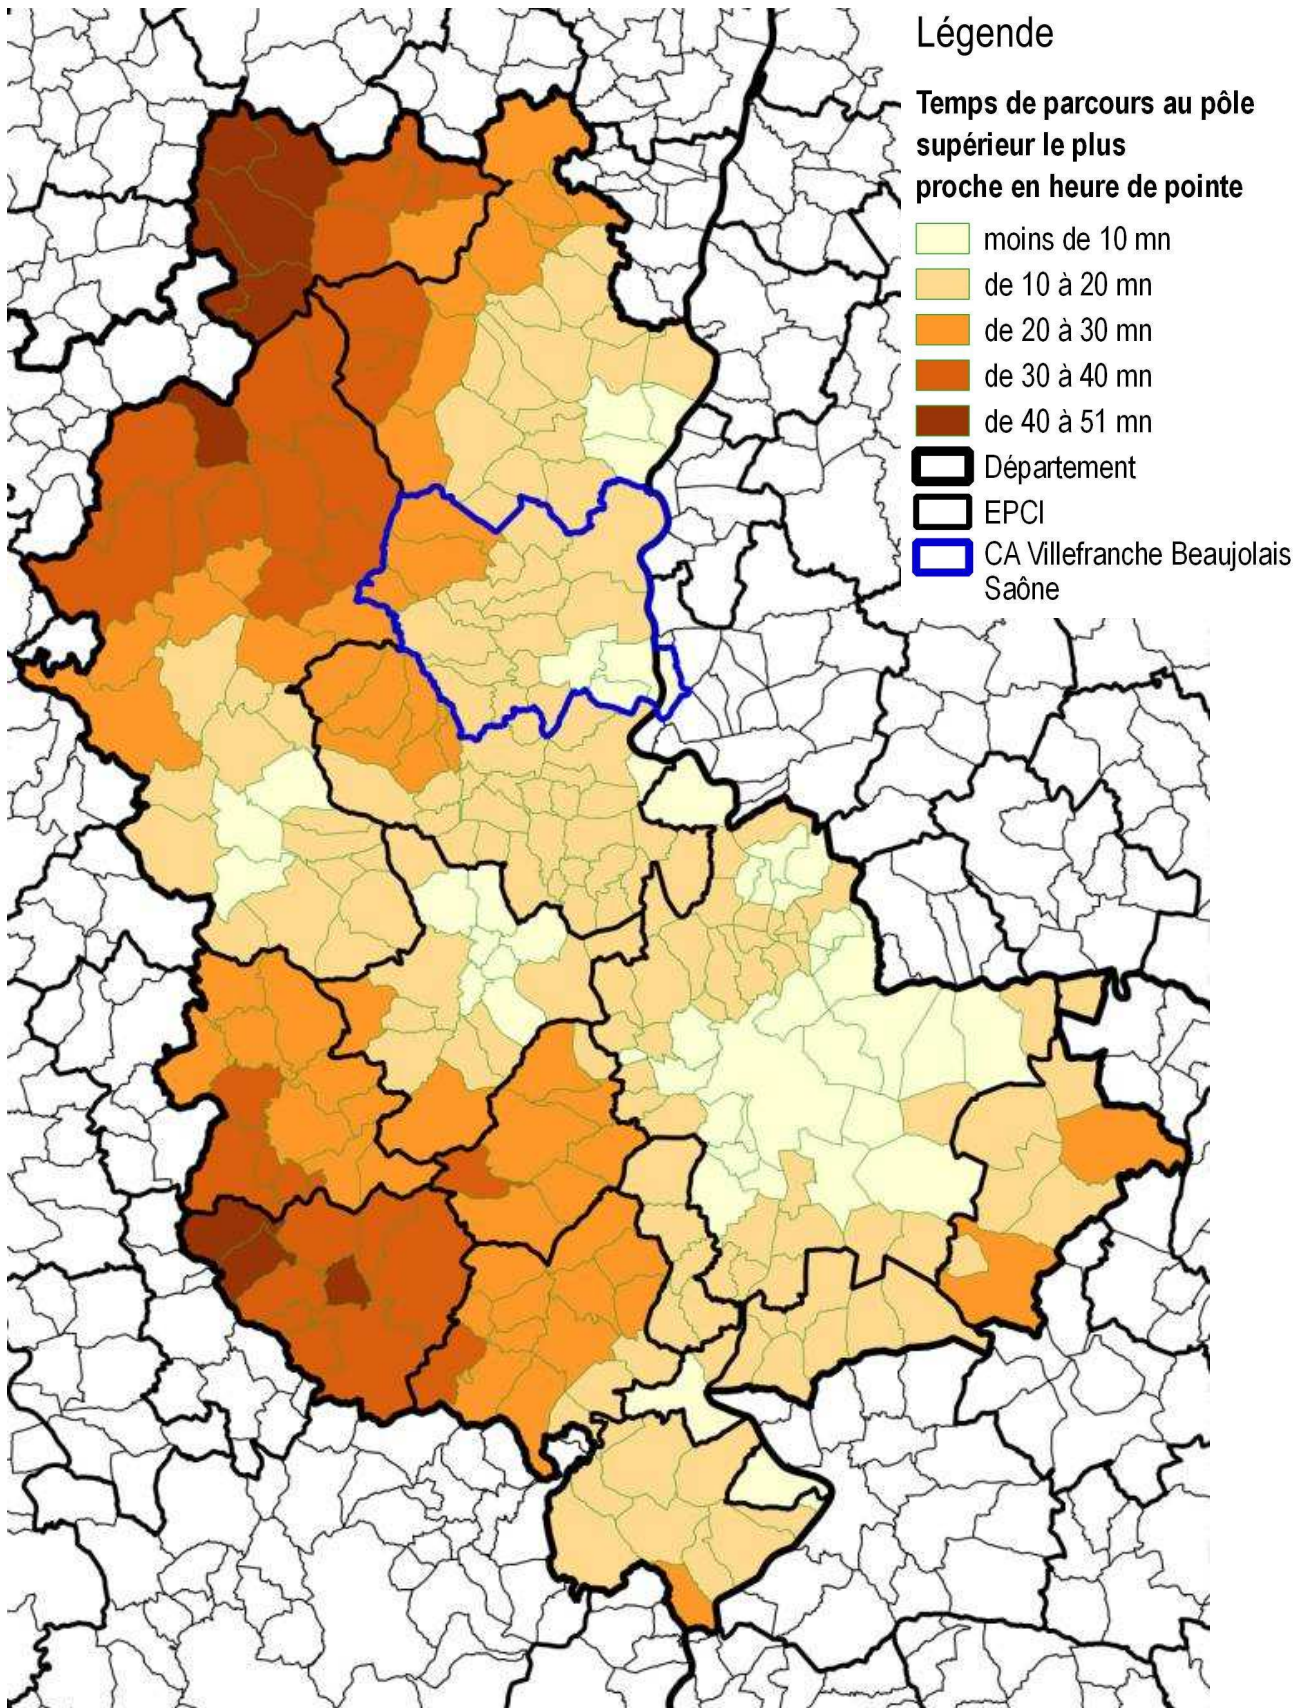 Légende
Temps de parcours au pôle
supérieur le plus
proche en heure de pointe
moins de 10 mn
de 10 à 20 mn
de 20 à 30 mn
de 30 à 40 mn
de 40 à 51 mn
Département
EPCI
CA Villefranche Beaujolais
Saône